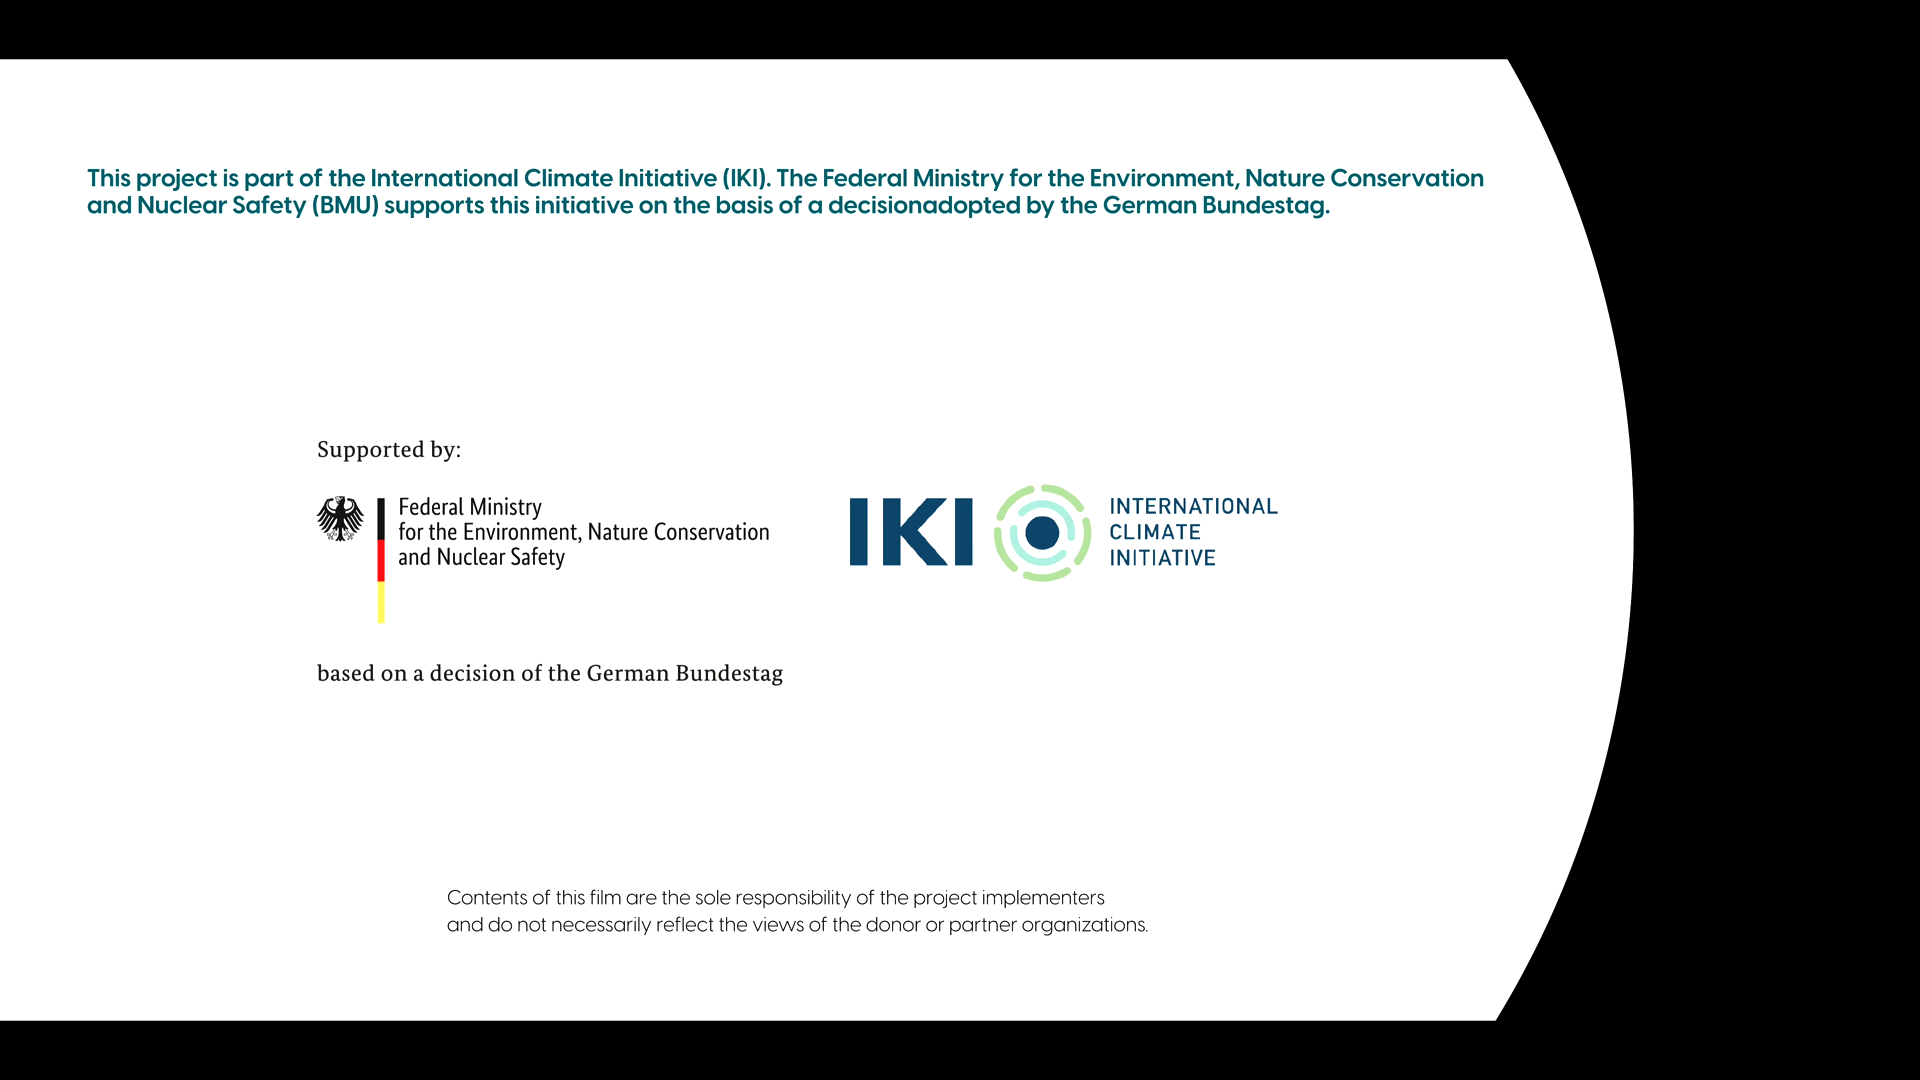 This project is part of the International Climate Initiative (IKI). The Federal Ministry for the Environment, Nature Conservation
and Nuclear Safety (BMU) supports this initiative on the basis of a decisionadopted by the German Bundestag.
Supported by:
Federal Ministry
for the Environment, Nature Conservation
and Nuclear Safety
IKI
INTERNATIONAL
CLIMATE
INITIATIVE
based on a decision of the German Bundestag
Contents of this film are the sole responsibility of the project implementers
and do not necessarily reflect the views of the donor or partner organizations.